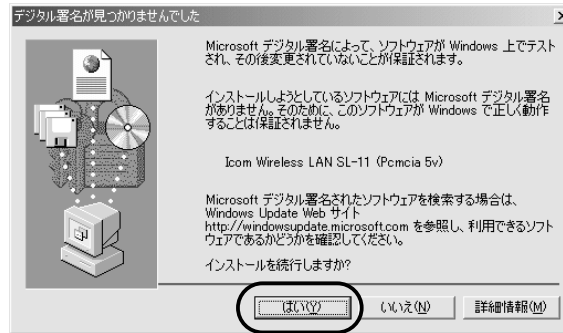 デジタル署名が見つかりませんでした
Microsoft デジタル署名によって、ソフトウェアが Windows 上でテスト
され、その後変更されていないことが保証されます。
インストールしようとしているソフトウェアには Microsoft デジタル署名
がありません。そのために、このソフトウェアが Windows で正しく動作
することは保証されません。
Icom Wireless LAN SL-11 (Pcmcia 5v)
Microsoft デジタル署名されたソフトウェアを検索する場合は、
Windows Update Web サイト
http://windowsupdate.microsoft.com を参照し、利用できるソフト
ウェアであるかどうかを確認してください。
インストールを続行しますか?
はい(Y) いいえ(N) 詳細情報(M)